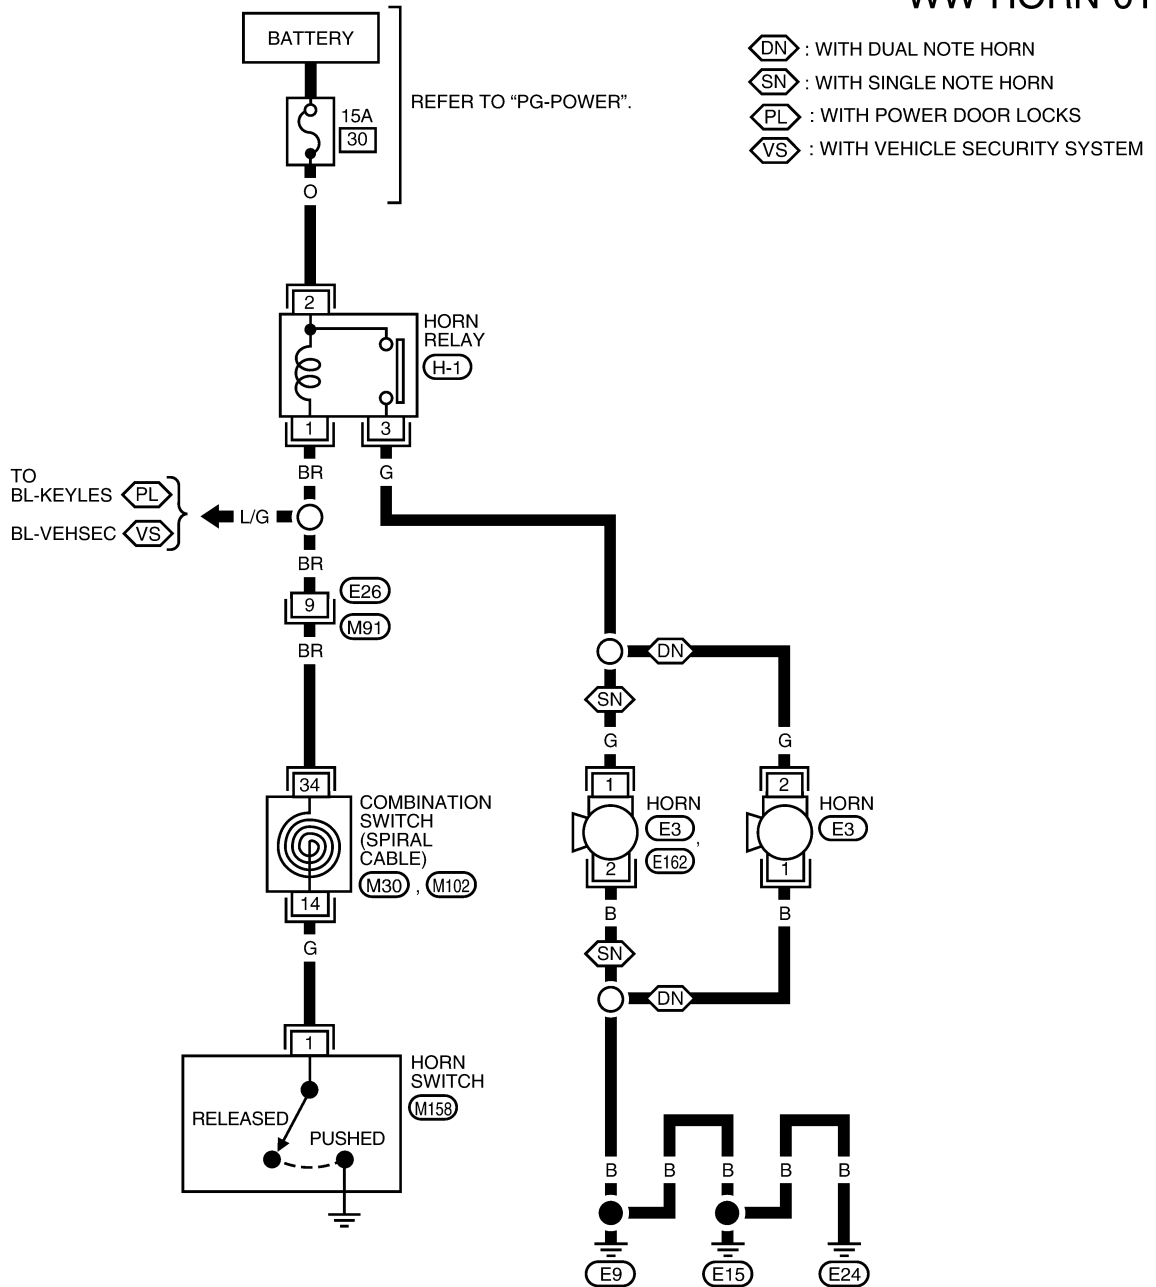 WW-HORN-01
BATTERY
DN : WITH DUAL NOTE HORN
SN : WITH SINGLE NOTE HORN
PL : WITH POWER DOOR LOCKS
VS : WITH VEHICLE SECURITY SYSTEM
REFER TO “PG-POWER”.
15A
30
O
2
HORN
RELAY
H-1
1
3
BR
G
TO
BL-KEYLES PL
BL-VEHSEC VS
L/G
BR
9
E26
M91
BR
DN
SN
G
G
34
COMBINATION
SWITCH
(SPIRAL
CABLE)
M30 , M102
14
G
1
HORN
E3 ,
E162
2
2
HORN
E3
1
B
B
SN
DN
1
HORN
SWITCH
M158
RELEASED
PUSHED
B
B
B
B
B
E9
E15
E24